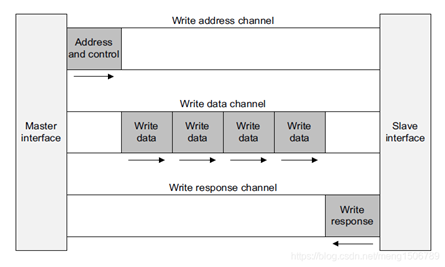 Write address channel
Address
and control
Write data channel
Master
interface
Write
data
Write
data
Write
data
Write
data
Slave
interface
Write response channel
Write
response